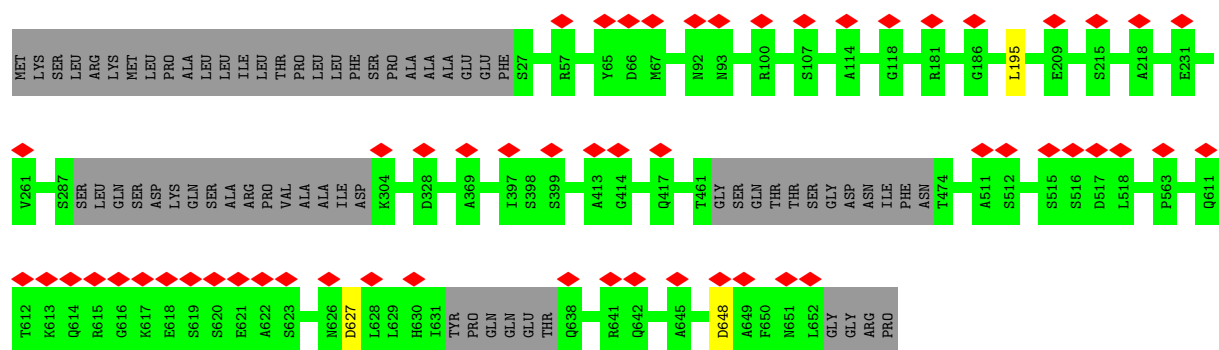 MET LYS SER LEU ARG LYS MET LEU PRO ALA LEU LEU ILE LEU THR PRO LEU LEU PHE SER PRO ALA ALA ALA GLU GLU PHE S27 R57 Y65 D66 M67 N92 N93 R100 S107 A114 G118 R181 G186 L195 E209 S215 A218 E231
V261 S287 SER LEU GLN SER ASP LYS GLN SER ALA ARG PRO VAL ALA ALA ILE ASP K304 D328 A369 I397 S398 S399 A413 G414 Q417 T461 GLY SER GLN THR THR SER GLY ASP ASN ILE PHE ASN T474 A511 S512 S515 S516 D517 L518 P563 Q611
T612 K613 Q614 R615 G616 K617 E618 S619 S620 E621 A622 S623 N626 D627 L628 L629 H630 I631 TYR PRO GLN GLN GLU THR Q638 R641 Q642 A645 D648 A649 F650 N651 L652 GLY GLY ARG PRO